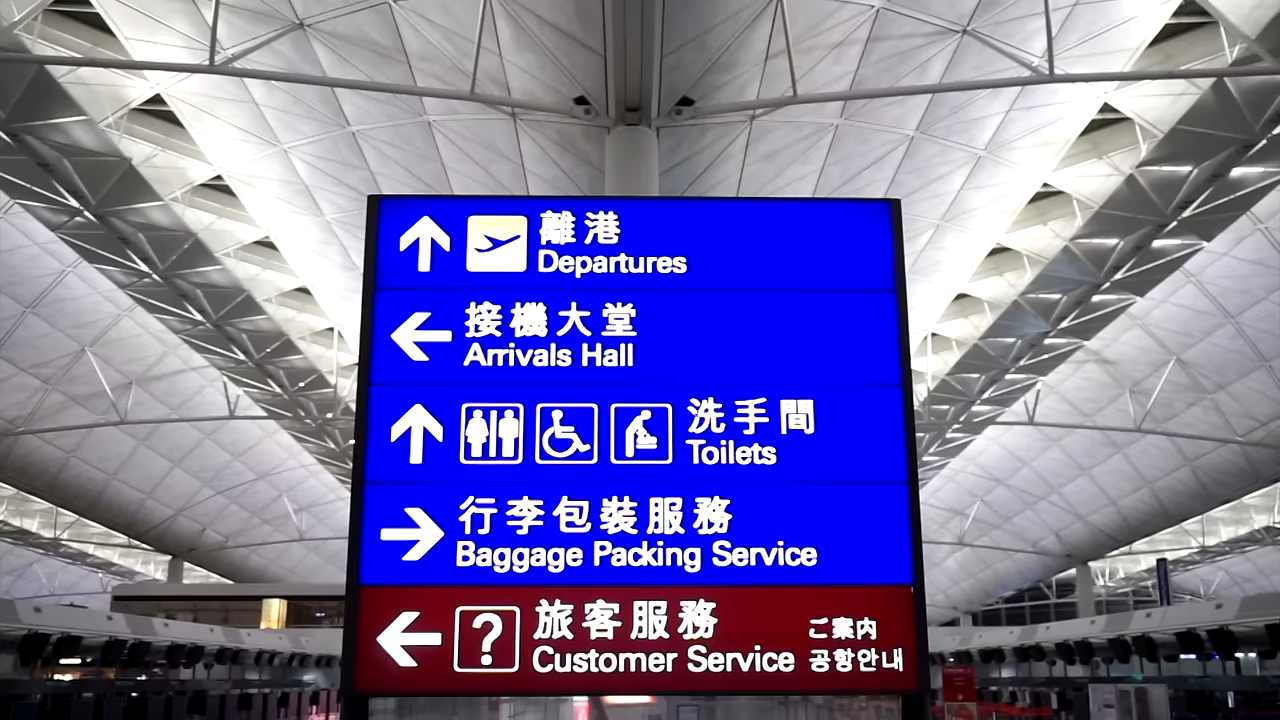 離港
Departures
接機大堂
Arrivals Hall
洗手間
Toilets
行李包裝服務
Baggage Packing Service
?
旅客服務
Customer Service
ご案内
공항안내